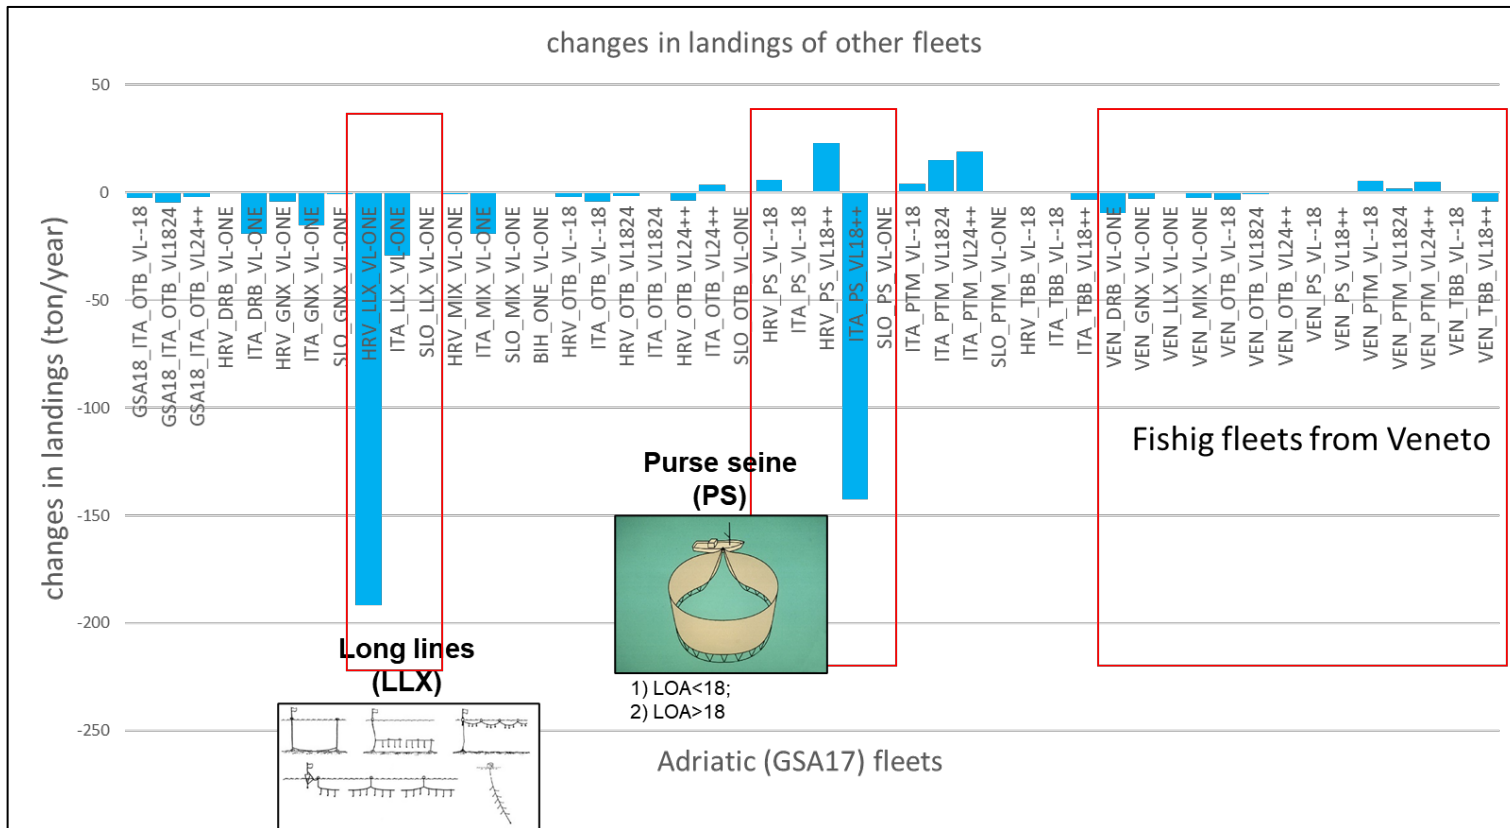 changes in landings of other fleets
changes in landings (ton/year)
50
0
-50
-100
-150
-200
-250
GSA18_ITA_OTB_VL--18
GSA18_ITA_OTB_VL1824
GSA18_ITA_OTB_VL24++
HRV_DRB_VL-ONE
ITA_DRB_VL-ONE
HRV_GNX_VL-ONE
ITA_GNX_VL-ONE
SLO_GNX_VL-ONE
HRV_LLX_VL-ONE
ITA_LLX_VL-ONE
SLO_LLX_VL-ONE
HRV_MIX_VL-ONE
ITA_MIX_VL-ONE
SLO_MIX_VL-ONE
BIH_ONE_VL-ONE
HRV_OTB_VL--18
ITA_OTB_VL--18
HRV_OTB_VL1824
ITA_OTB_VL1824
HRV_OTB_VL24++
ITA_OTB_VL24++
SLO_OTB_VL-ONE
HRV_PS_VL--18
ITA_PS_VL--18
HRV_PS_VL18++
ITA_PS_VL18++
SLO_PS_VL-ONE
ITA_PTM_VL--18
ITA_PTM_VL1824
ITA_PTM_VL24++
SLO_PTM_VL-ONE
HRV_TBB_VL--18
ITA_TBB_VL--18
ITA_TBB_VL18++
VEN_DRB_VL-ONE
VEN_GNX_VL-ONE
VEN_LLX_VL-ONE
VEN_MIX_VL-ONE
VEN_OTB_VL--18
VEN_OTB_VL1824
VEN_OTB_VL24++
VEN_PS_VL--18
VEN_PS_VL18++
VEN_PTM_VL--18
VEN_PTM_VL1824
VEN_PTM_VL24++
VEN_TBB_VL--18
VEN_TBB_VL18++
Fishig fleets from Veneto
Purse seine
(PS)
1) LOA<18;
2) LOA>18
Long lines
(LLX)
Adriatic (GSA17) fleets